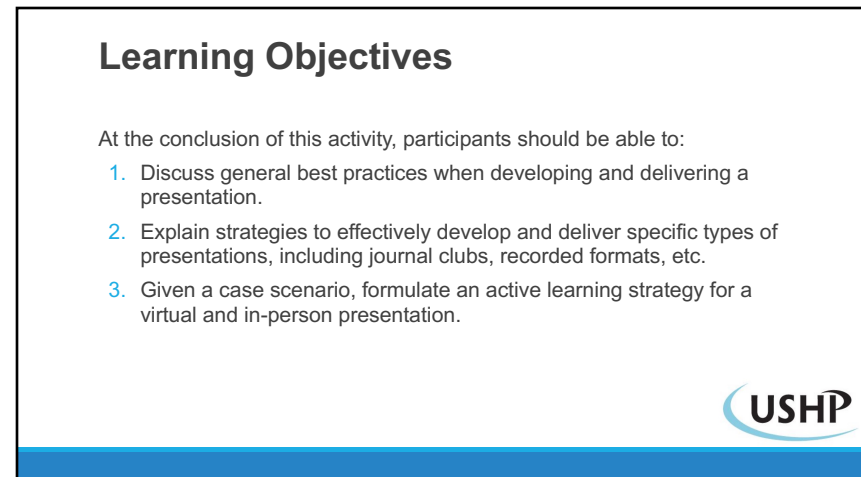 Learning Objectives
At the conclusion of this activity, participants should be able to:
1. Discuss general best practices when developing and delivering a
presentation.
2. Explain strategies to effectively develop and deliver specific types of
presentations, including journal clubs, recorded formats, etc.
3. Given a case scenario, formulate an active learning strategy for a
virtual and in-person presentation.
USHP